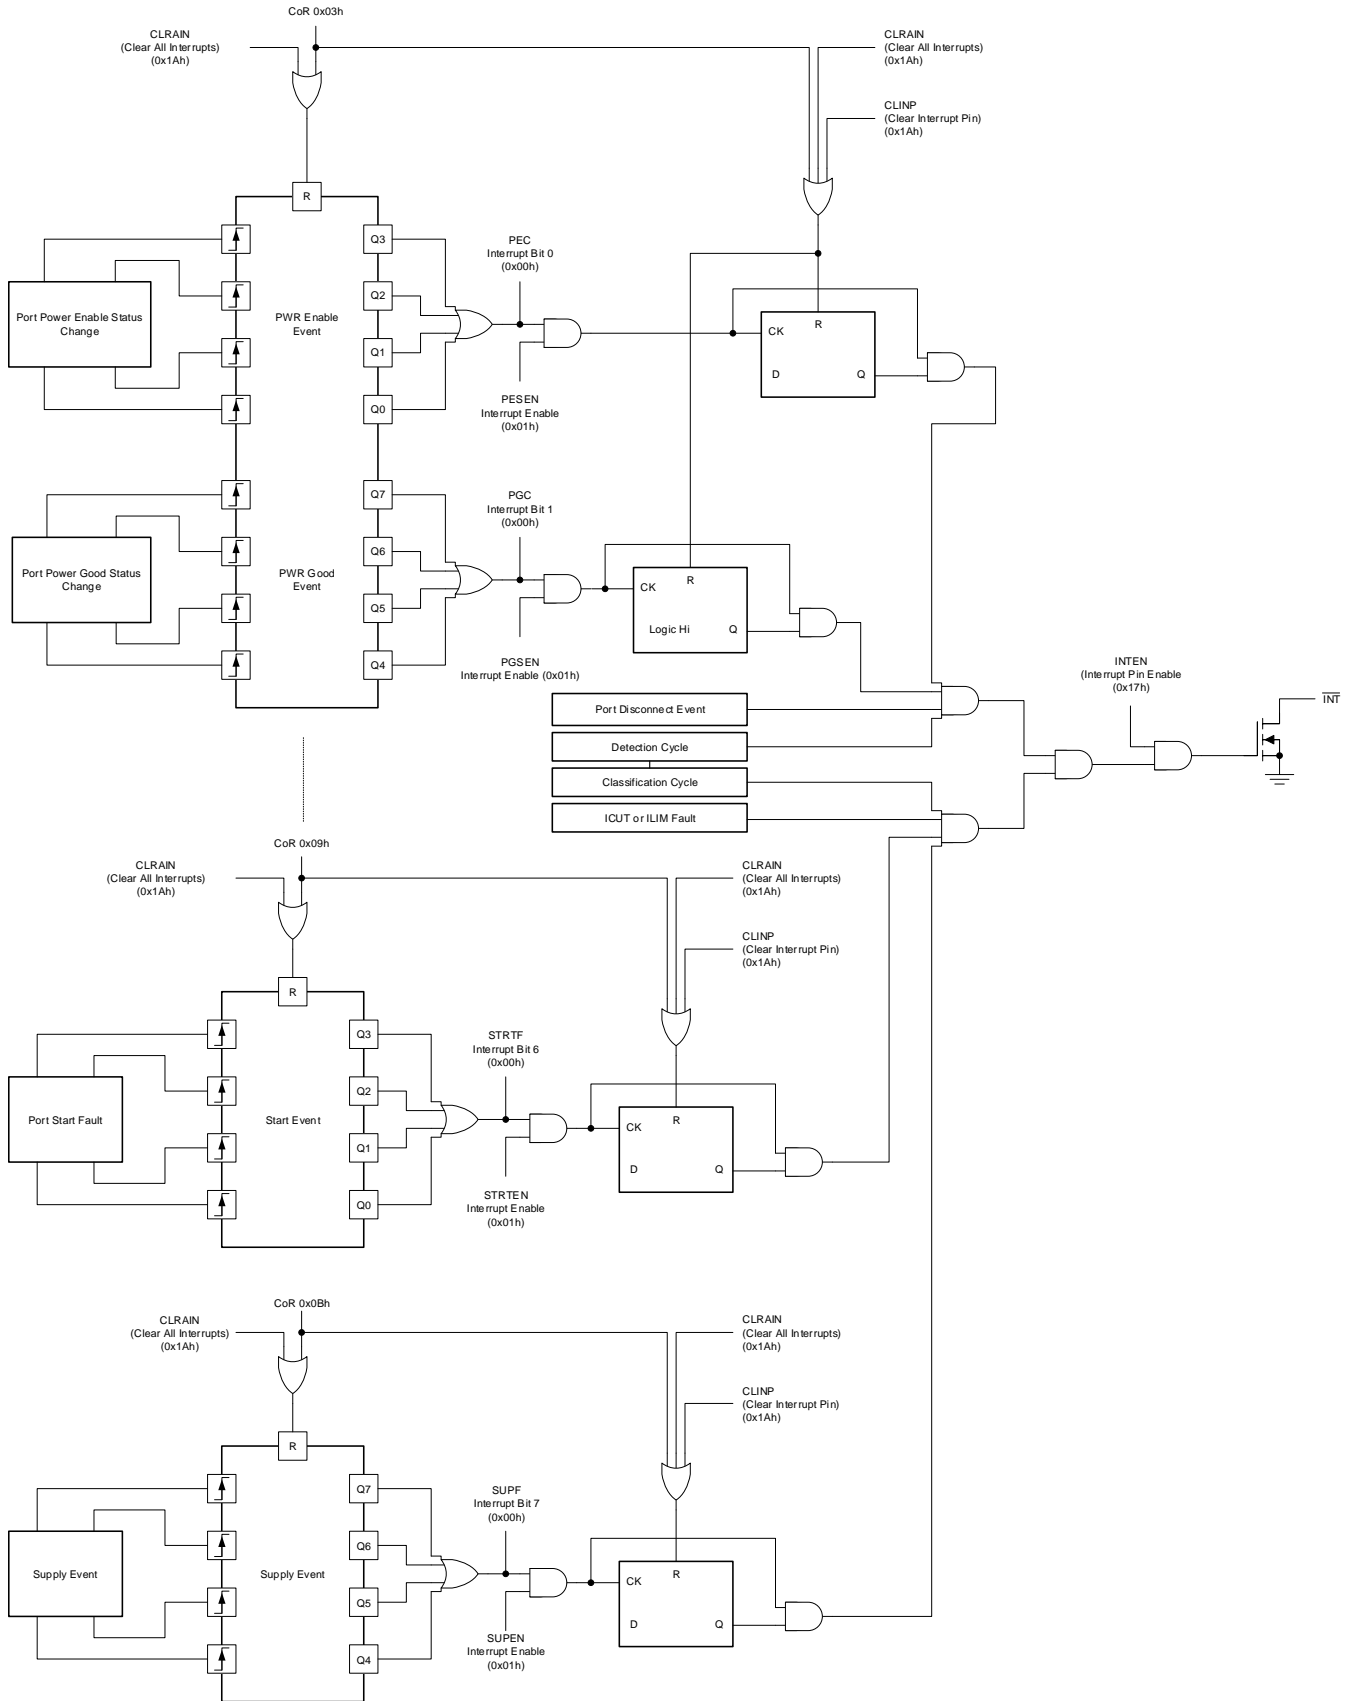 CoR 0x03h
CLRAIN
(Clear All Interrupts)
(0x1Ah)
CLRAIN
(Clear All Interrupts)
(0x1Ah)
CLINP
(Clear Interrupt Pin)
(0x1Ah)
R
Q3
Q2
Q1
Q0
Port Power Enable Status
Change
PWR Enable
Event
PEC
Interrupt Bit 0
(0x00h)
PESEN
Interrupt Enable
(0x01h)
CK
R
D
Q
Q7
Q6
Q5
Q4
Port Power Good Status
Change
PWR Good
Event
PGC
Interrupt Bit 1
(0x00h)
PGSEN
Interrupt Enable (0x01h)
CK
R
Logic Hi
Q
Port Disconnect Event
Detection Cycle
Classification Cycle
ICUT or ILIM Fault
INTEN
(Interrupt Pin Enable
(0x17h)
INT
CoR 0x09h
CLRAIN
(Clear All Interrupts)
(0x1Ah)
CLRAIN
(Clear All Interrupts)
(0x1Ah)
CLINP
(Clear Interrupt Pin)
(0x1Ah)
R
Q3
Q2
Q1
Q0
Port Start Fault
Start Event
STRTF
Interrupt Bit 6
(0x00h)
STRTEN
Interrupt Enable
(0x01h)
CK
R
D
Q
CoR 0x0Bh
CLRAIN
(Clear All Interrupts)
(0x1Ah)
CLRAIN
(Clear All Interrupts)
(0x1Ah)
CLINP
(Clear Interrupt Pin)
(0x1Ah)
R
Q7
Q6
Q5
Q4
Supply Event
Supply Event
SUPF
Interrupt Bit 7
(0x00h)
SUPEN
Interrupt Enable
(0x01h)
CK
R
D
Q